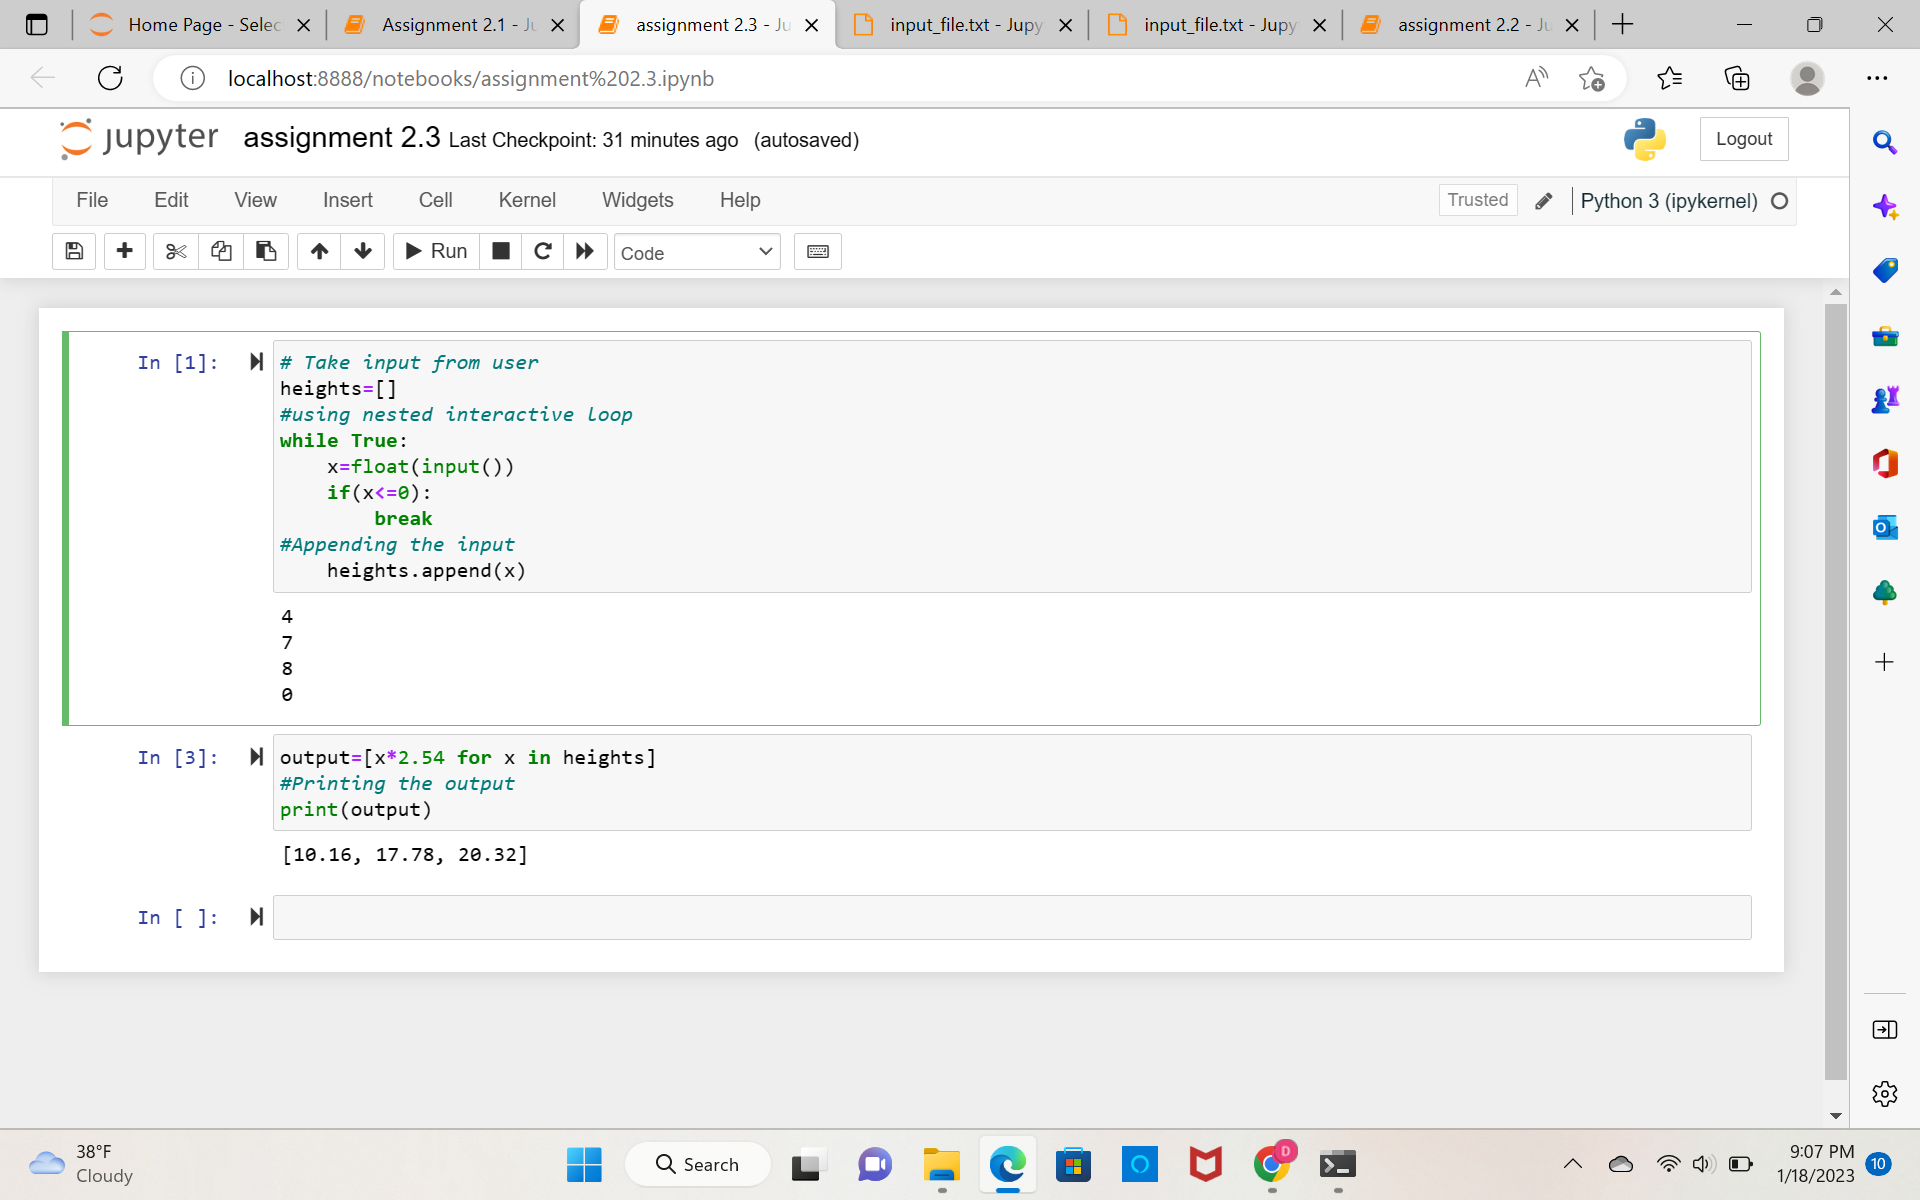 Home Page - Selec
Assignment 2.1 - Ju
assignment 2.3 - Ju
input_file.txt - Jupy
input_file.txt - Jupy
assignment 2.2 - Ju
localhost:8888/notebooks/assignment%202.3.ipynb
jupyter assignment 2.3 Last Checkpoint: 31 minutes ago (autosaved)
Logout
File Edit View Insert Cell Kernel Widgets Help
Trusted
Python 3 (ipykernel)
Run
Code
In [1]:
# Take input from user
heights=[]
#using nested interactive loop
while True:
    x=float(input())
    if(x<=0):
        break
#Appending the input
    heights.append(x)
4
7
8
0
In [3]:
output=[x*2.54 for x in heights]
#Printing the output
print(output)
[10.16, 17.78, 20.32]
In [ ]:
38°F
Cloudy
Search
D
9:07 PM
1/18/2023
10